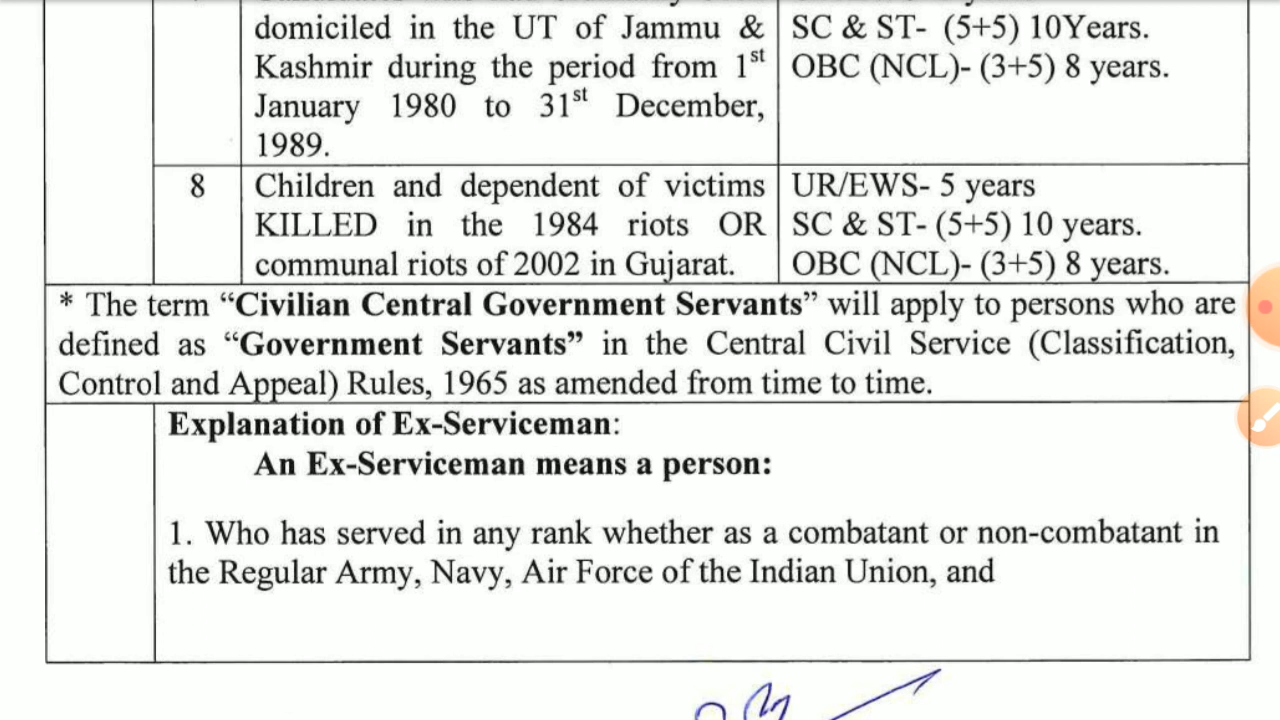 domiciled in the UT of Jammu &
Kashmir during the period from 1st
January 1980 to 31st December,
1989.
SC & ST- (5+5) 10Years.
OBC (NCL)- (3+5) 8 years.
8
Children and dependent of victims
KILLED in the 1984 riots OR
communal riots of 2002 in Gujarat.
UR/EWS- 5 years
SC & ST- (5+5) 10 years.
OBC (NCL)- (3+5) 8 years.
* The term “Civilian Central Government Servants” will apply to persons who are
defined as “Government Servants” in the Central Civil Service (Classification,
Control and Appeal) Rules, 1965 as amended from time to time.
Explanation of Ex-Serviceman:
An Ex-Serviceman means a person:
1. Who has served in any rank whether as a combatant or non-combatant in
the Regular Army, Navy, Air Force of the Indian Union, and